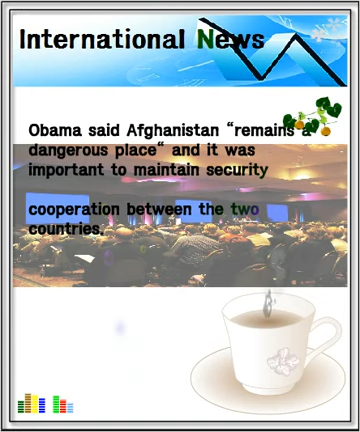 International News
Obama said Afghanistan “remains a
dangerous place“ and it was
important to maintain security
cooperation between the two
countries.